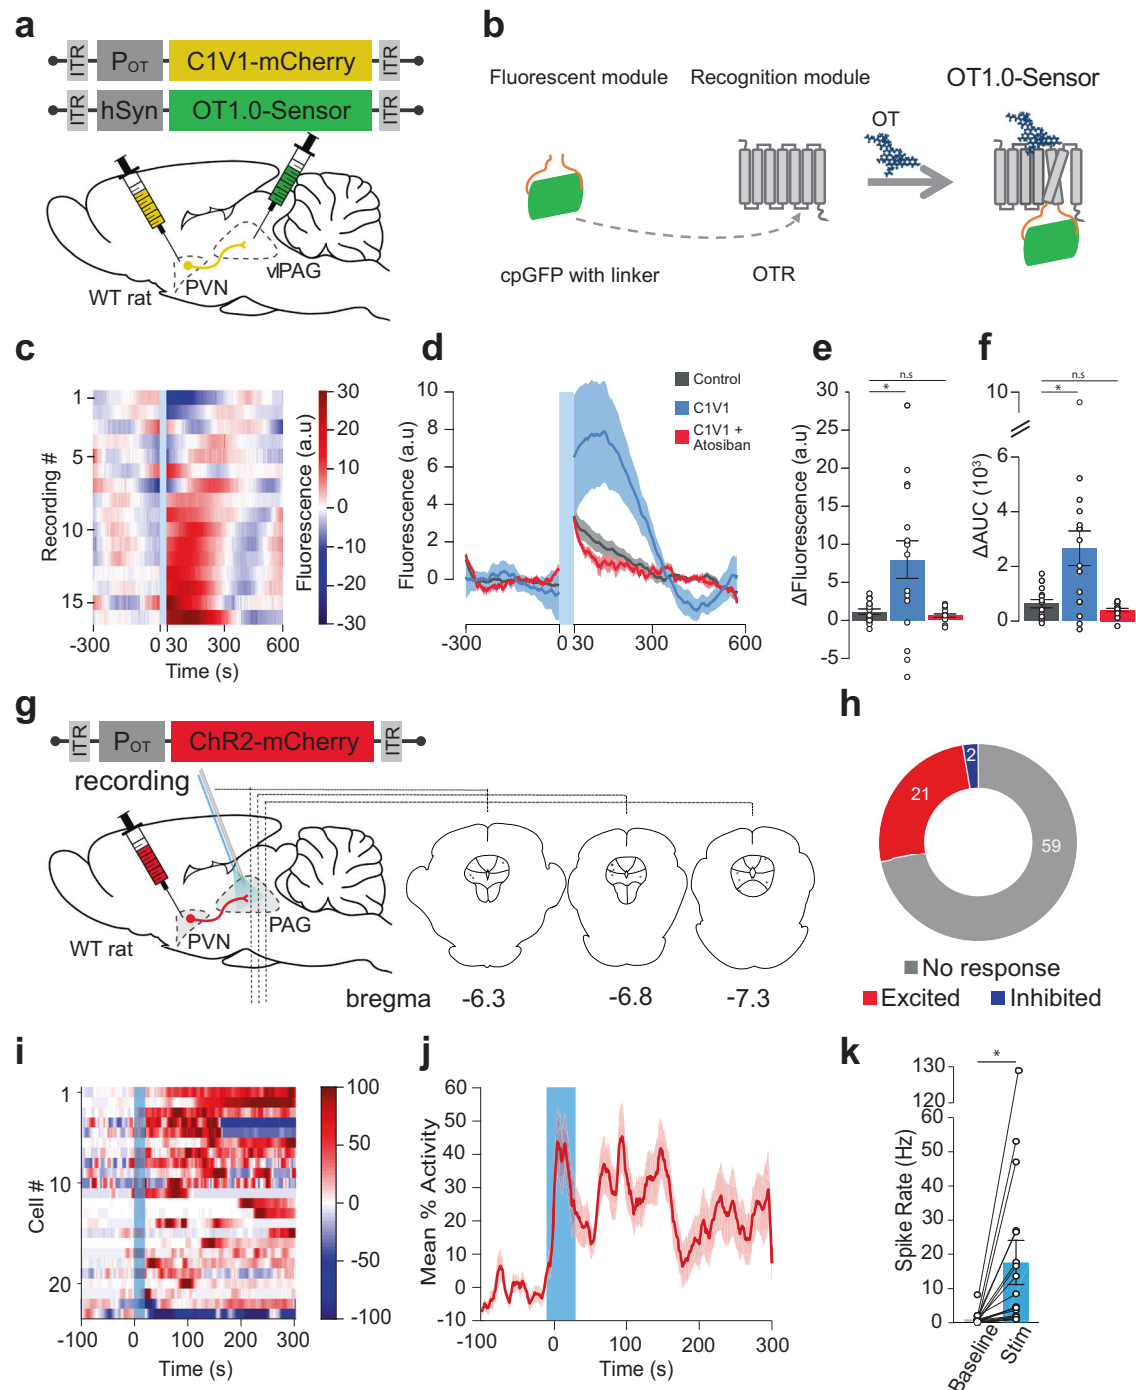 a
ITR
POT
C1V1-mCherry
ITR
ITR
hSyn
OT1.0-Sensor
ITR
vlPAG
PVN
WT rat
b
Fluorescent module
Recognition module
OT1.0-Sensor
OT
cpGFP with linker
OTR
c
Recording #
1
5
10
15
-300
0
30
300
600
Time (s)
30
20
10
0
-10
-20
-30
Fluorescence (a.u)
d
Fluorescence (a.u)
10
8
6
4
2
0
-300
0
30
300
600
Time (s)
Control
C1V1
C1V1 +
Atosiban
e
ΔFluorescence (a.u)
30
25
20
15
10
5
0
-5
n.s
*
f
ΔAUC (10³)
10
6
4
2
0
n.s
*
g
ITR
POT
ChR2-mCherry
ITR
recording
PVN
PAG
WT rat
bregma
-6.3
-6.8
-7.3
h
2
21
59
No response
Excited
Inhibited
i
Cell #
1
10
20
-100
0
100
200
300
Time (s)
100
50
0
-50
-100
j
Mean % Activity
60
50
40
30
20
10
0
-10
-100
0
100
200
300
Time (s)
k
Spike Rate (Hz)
130
120
60
50
40
30
20
10
0
*
Baseline
Stim